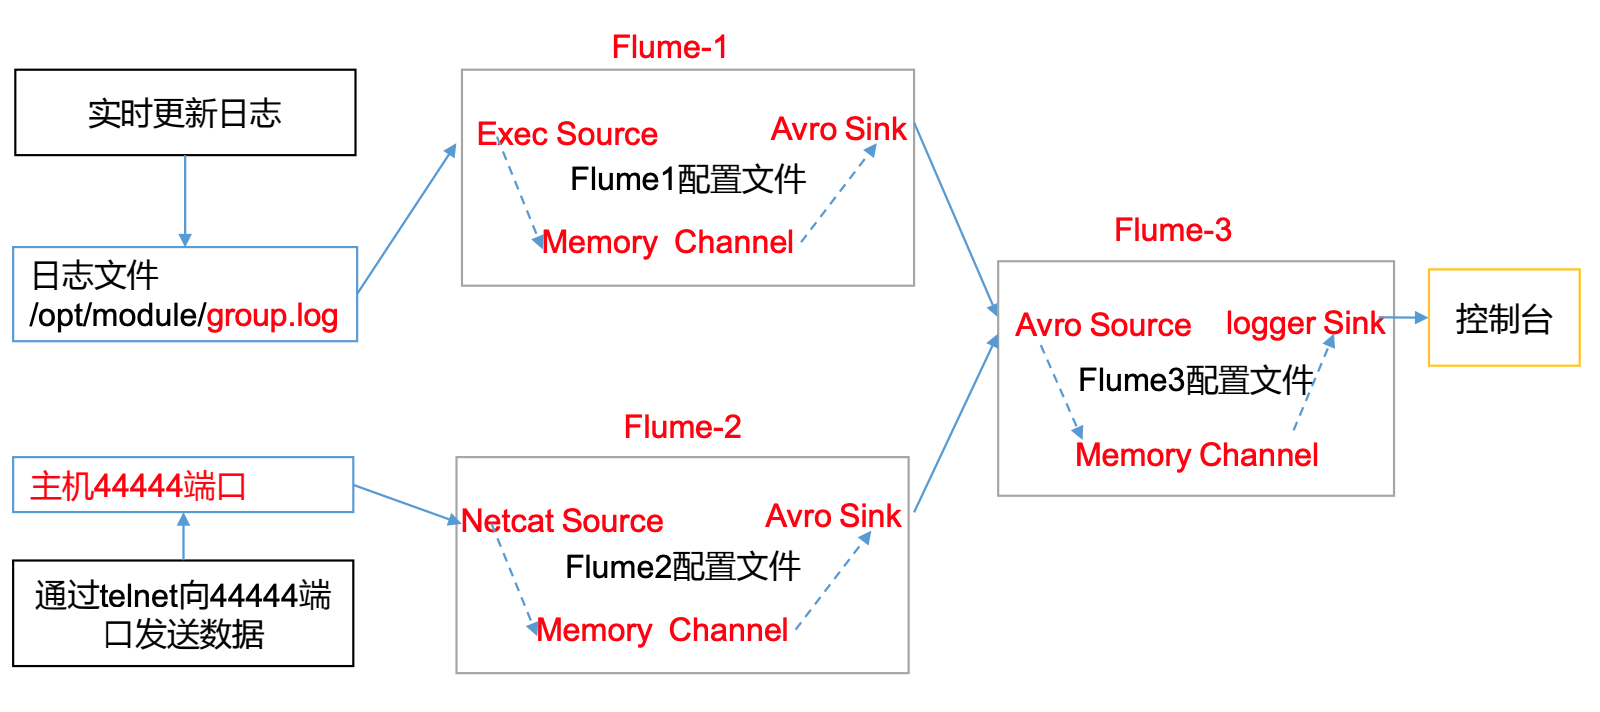 实时更新日志
日志文件
/opt/module/group.log
Flume-1
Exec Source
Avro Sink
Flume1配置文件
Memory Channel
主机44444端口
通过telnet向44444端
口发送数据
Flume-2
Netcat Source
Avro Sink
Flume2配置文件
Memory Channel
Flume-3
Avro Source
logger Sink
Flume3配置文件
Memory Channel
控制台